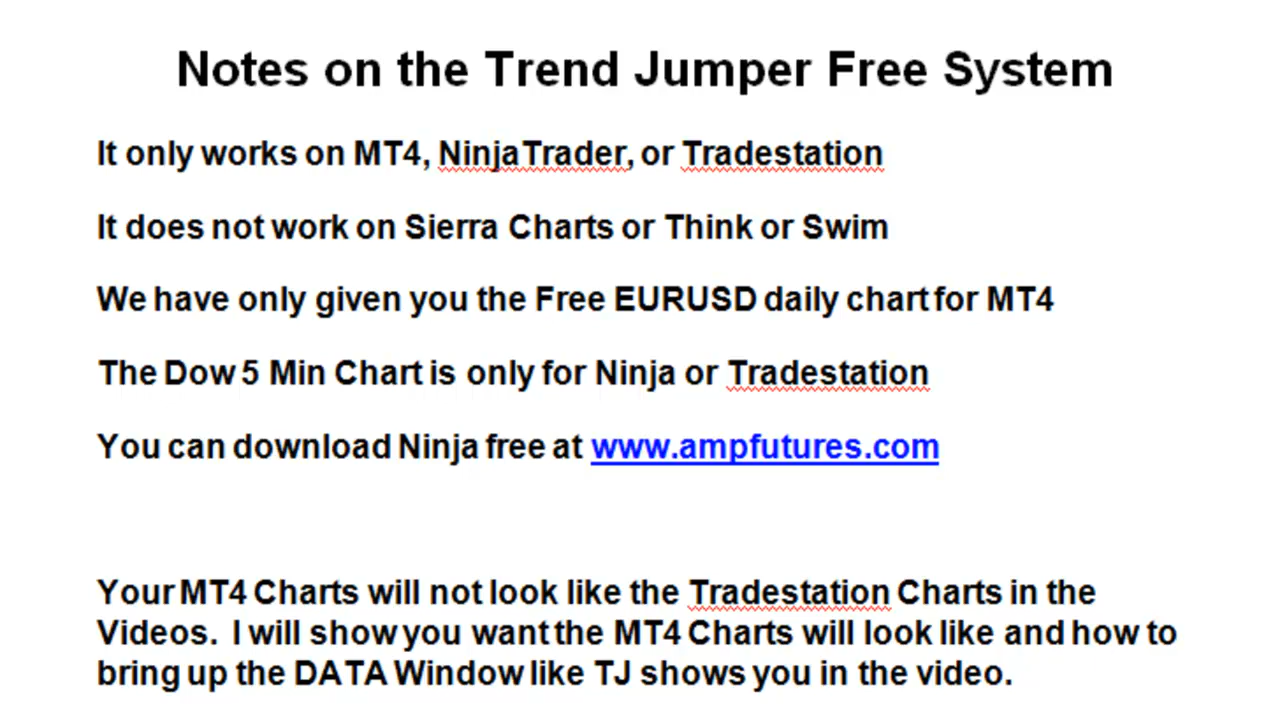 Notes on the Trend Jumper Free System
It only works on MT4, NinjaTrader, or Tradestation
It does not work on Sierra Charts or Think or Swim
We have only given you the Free EURUSD daily chart for MT4
The Dow 5 Min Chart is only for Ninja or Tradestation
You can download Ninja free at www.ampfutures.com
Your MT4 Charts will not look like the Tradestation Charts in the
Videos.  I will show you want the MT4 Charts will look like and how to
bring up the DATA Window like TJ shows you in the video.